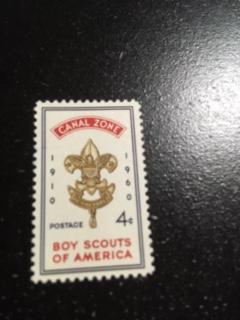 CANAL ZONE
1910
1960
POSTAGE 4¢
BOY SCOUTS
OF AMERICA